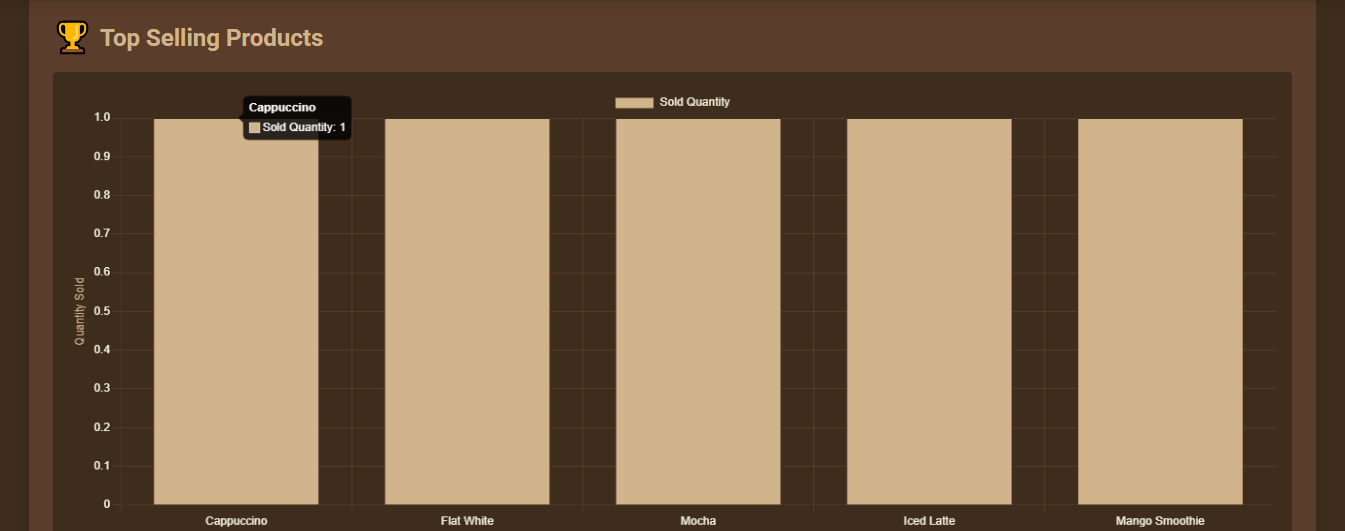 Top Selling Products
Sold Quantity
Cappuccino
Sold Quantity: 1
Quantity Sold
1.0
0.9
0.8
0.7
0.6
0.5
0.4
0.3
0.2
0.1
0
Cappuccino
Flat White
Mocha
Iced Latte
Mango Smoothie